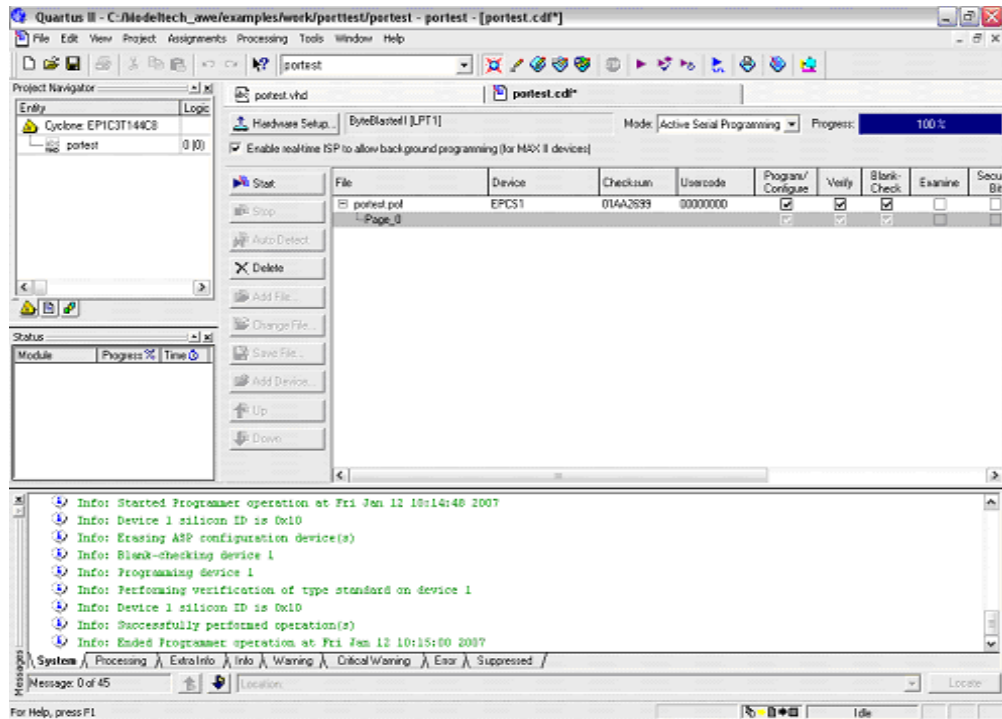 Quartus II - C:/Modeltech_awe/examples/work/porttest/portest - portest - [portest.cdf*]
File Edit View Project Assignments Processing Tools Window Help
portest
Project Navigator
Entity Logic
Cyclone: EP1C3T144C8
portest 0 (0)
Status
Module Progress % Time
portest.vhd portest.cdf*
Hardware Setup... ByteBlasterII [LPT1] Mode: Active Serial Programming Progress: 100 %
Enable real-time ISP to allow background programming (for MAX II devices)
Start
Stop
Auto Detect
Delete
Add File...
Change File...
Save File...
Add Device...
Up
Down
File Device Checksum Usercode Program/Configure Verify Blank-Check Examine Secu Bit
portest.pof EPCS1 01AA2699 00000000
Page_0
Info: Started Programmer operation at Fri Jan 12 10:14:48 2007
Info: Device 1 silicon ID is 0x10
Info: Erasing ASP configuration device(s)
Info: Blank-checking device 1
Info: Programming device 1
Info: Performing verification of type standard on device 1
Info: Device 1 silicon ID is 0x10
Info: Successfully performed operation(s)
Info: Ended Programmer operation at Fri Jan 12 10:15:00 2007
System Processing Extra Info Info Warning Critical Warning Error Suppressed
Messages
Message: 0 of 45 Location: Locate
For Help, press F1 Idle